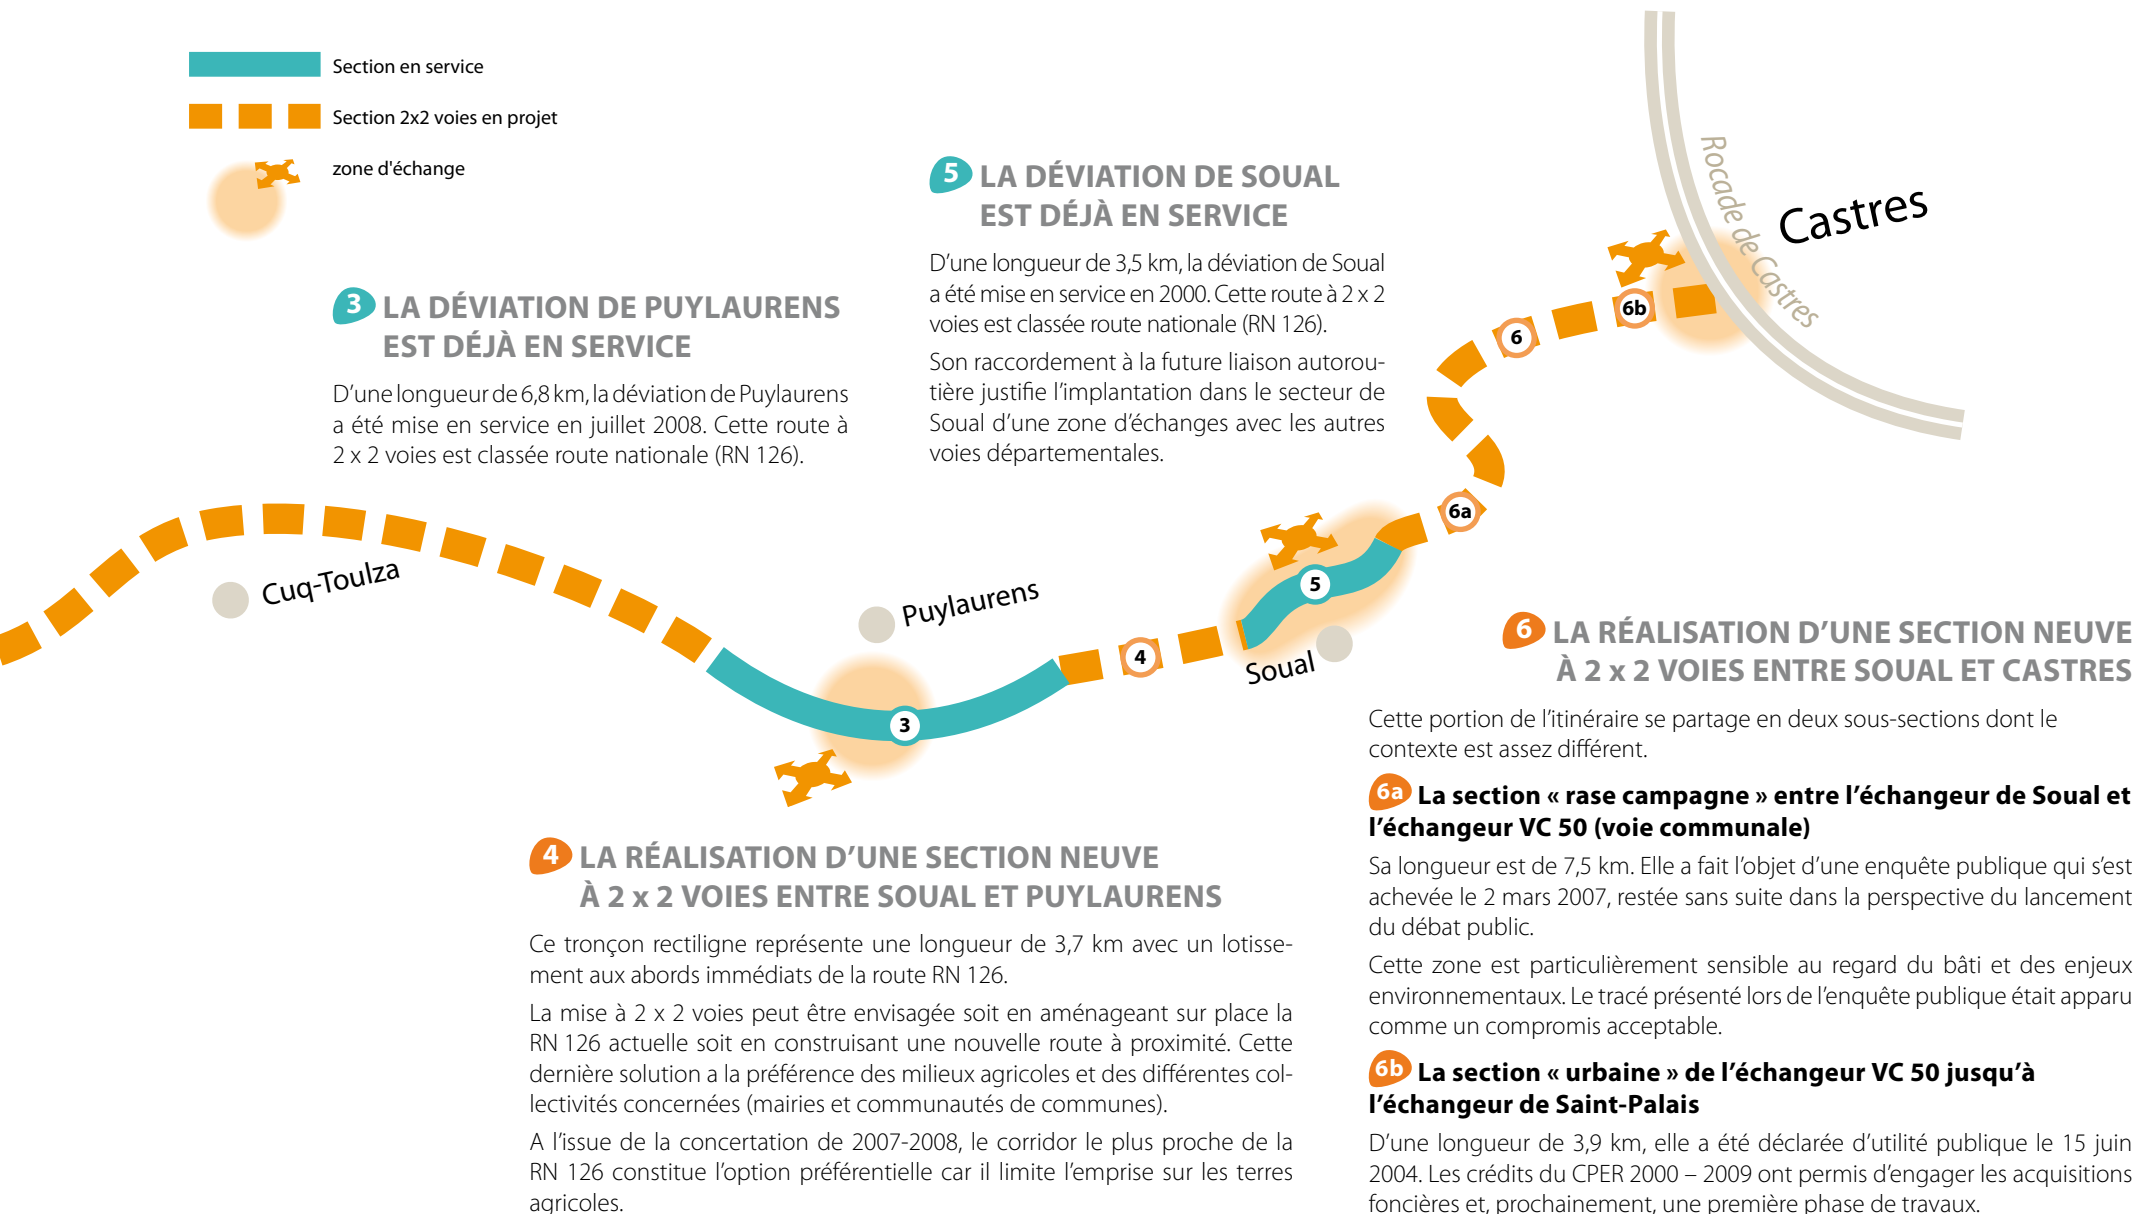 Section en service
Section 2x2 voies en projet
zone d'échange
3 LA DÉVIATION DE PUYLAURENS
EST DÉJÀ EN SERVICE
D’une longueur de 6,8 km, la déviation de Puylaurens
a été mise en service en juillet 2008. Cette route à
2 x 2 voies est classée route nationale (RN 126).
5 LA DÉVIATION DE SOUAL
EST DÉJÀ EN SERVICE
D’une longueur de 3,5 km, la déviation de Soual
a été mise en service en 2000. Cette route à 2 x 2
voies est classée route nationale (RN 126).
Son raccordement à la future liaison autorou-
tière justifie l’implantation dans le secteur de
Soual d’une zone d’échanges avec les autres
voies départementales.
Rocade de Castres
Castres
6b
6
6a
5
4
3
Cuq-Toulza
Puylaurens
Soual
4 LA RÉALISATION D’UNE SECTION NEUVE
À 2 x 2 VOIES ENTRE SOUAL ET PUYLAURENS
Ce tronçon rectiligne représente une longueur de 3,7 km avec un lotisse-
ment aux abords immédiats de la route RN 126.
La mise à 2 x 2 voies peut être envisagée soit en aménageant sur place la
RN 126 actuelle soit en construisant une nouvelle route à proximité. Cette
dernière solution a la préférence des milieux agricoles et des différentes col-
lectivités concernées (mairies et communautés de communes).
A l’issue de la concertation de 2007-2008, le corridor le plus proche de la
RN 126 constitue l’option préférentielle car il limite l’emprise sur les terres
agricoles.
6 LA RÉALISATION D’UNE SECTION NEUVE
À 2 x 2 VOIES ENTRE SOUAL ET CASTRES
Cette portion de l’itinéraire se partage en deux sous-sections dont le
contexte est assez différent.
6a La section « rase campagne » entre l’échangeur de Soual et
l’échangeur VC 50 (voie communale)
Sa longueur est de 7,5 km. Elle a fait l’objet d’une enquête publique qui s’est
achevée le 2 mars 2007, restée sans suite dans la perspective du lancement
du débat public.
Cette zone est particulièrement sensible au regard du bâti et des enjeux
environnementaux. Le tracé présenté lors de l’enquête publique était apparu
comme un compromis acceptable.
6b La section « urbaine » de l’échangeur VC 50 jusqu’à
l’échangeur de Saint-Palais
D’une longueur de 3,9 km, elle a été déclarée d’utilité publique le 15 juin
2004. Les crédits du CPER 2000 – 2009 ont permis d’engager les acquisitions
foncières et, prochainement, une première phase de travaux.